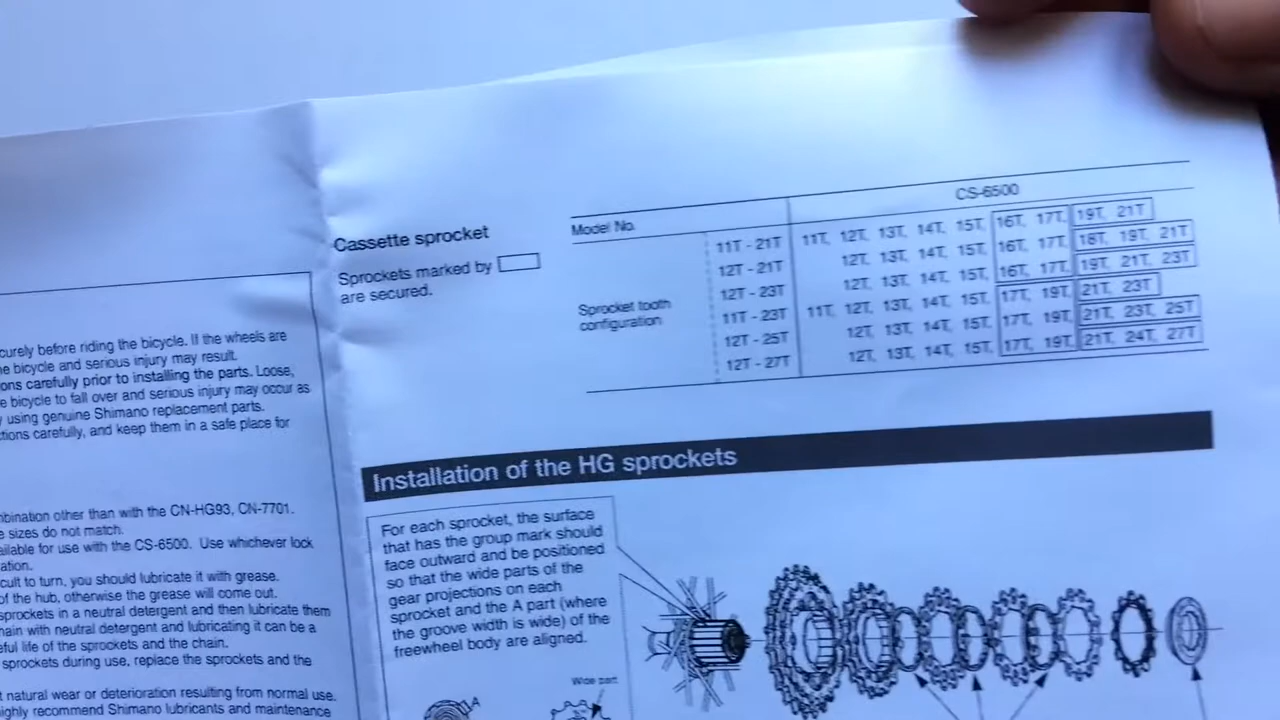 curely before riding the bicycle. If the wheels are
e bicycle and serious injury may result.
ons carefully prior to installing the parts. Loose,
e bicycle to fall over and serious injury may occur as
y using genuine Shimano replacement parts.
tions carefully, and keep them in a safe place for
mbination other than with the CN-HG93, CN-7701.
e sizes do not match.
ailable for use with the CS-6500. Use whichever lock
ation.
cult to turn, you should lubricate it with grease.
of the hub, otherwise the grease will come out.
sprockets in a neutral detergent and then lubricate them
hain with neutral detergent and lubricating it can be a
eful life of the sprockets and the chain.
sprockets during use, replace the sprockets and the
t natural wear or deterioration resulting from normal use.
ighly recommend Shimano lubricants and maintenance
Cassette sprocket
Sprockets marked by
are secured.
Model No. CS-6500
Sprocket tooth
configuration
11T - 21T 11T, 12T, 13T, 14T, 15T, 16T, 17T, 19T, 21T
12T - 21T 12T, 13T, 14T, 15T, 16T, 17T, 18T, 19T, 21T
12T - 23T 12T, 13T, 14T, 15T, 16T, 17T, 19T, 21T, 23T
11T - 23T 11T, 12T, 13T, 14T, 15T, 17T, 19T, 21T, 23T
12T - 25T 12T, 13T, 14T, 15T, 17T, 19T, 21T, 23T, 25T
12T - 27T 12T, 13T, 14T, 15T, 17T, 19T, 21T, 24T, 27T
Installation of the HG sprockets
For each sprocket, the surface
that has the group mark should
face outward and be positioned
so that the wide parts of the
gear projections on each
sprocket and the A part (where
the groove width is wide) of the
freewheel body are aligned.
Wide part
A